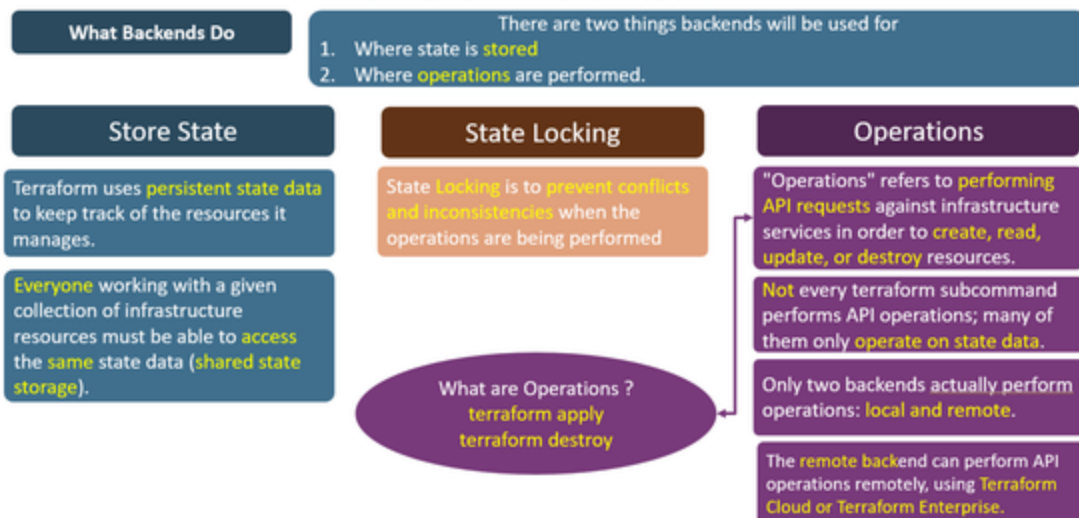 What Backends Do
There are two things backends will be used for
1. Where state is stored
2. Where operations are performed.
Store State
Terraform uses persistent state data
to keep track of the resources it
manages.
Everyone working with a given
collection of infrastructure
resources must be able to access
the same state data (shared state
storage).
State Locking
State Locking is to prevent conflicts
and inconsistencies when the
operations are being performed
What are Operations ?
terraform apply
terraform destroy
Operations
"Operations" refers to performing
API requests against infrastructure
services in order to create, read,
update, or destroy resources.
Not every terraform subcommand
performs API operations; many of
them only operate on state data.
Only two backends actually perform
operations: local and remote.
The remote backend can perform API
operations remotely, using Terraform
Cloud or Terraform Enterprise.